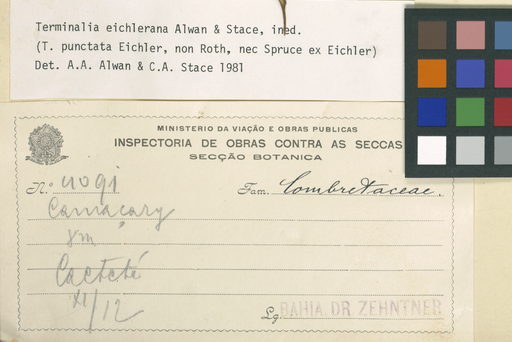 Terminalia eichlerana Alwan & Stace, ined.
(T. punctata Eichler, non Roth, nec Spruce ex Eichler)
Det. A.A. Alwan & C.A. Stace 1981
MINISTERIO DA VIAÇÃO E OBRAS PUBLICAS
INSPECTORIA DE OBRAS CONTRA AS SECCAS
SECÇÃO BOTANICA
N.º 4091 Fam. Combretaceae.
Camaçary
8m
Caeteté
XI/12
Lg. BAHIA, DR ZEHNTNER